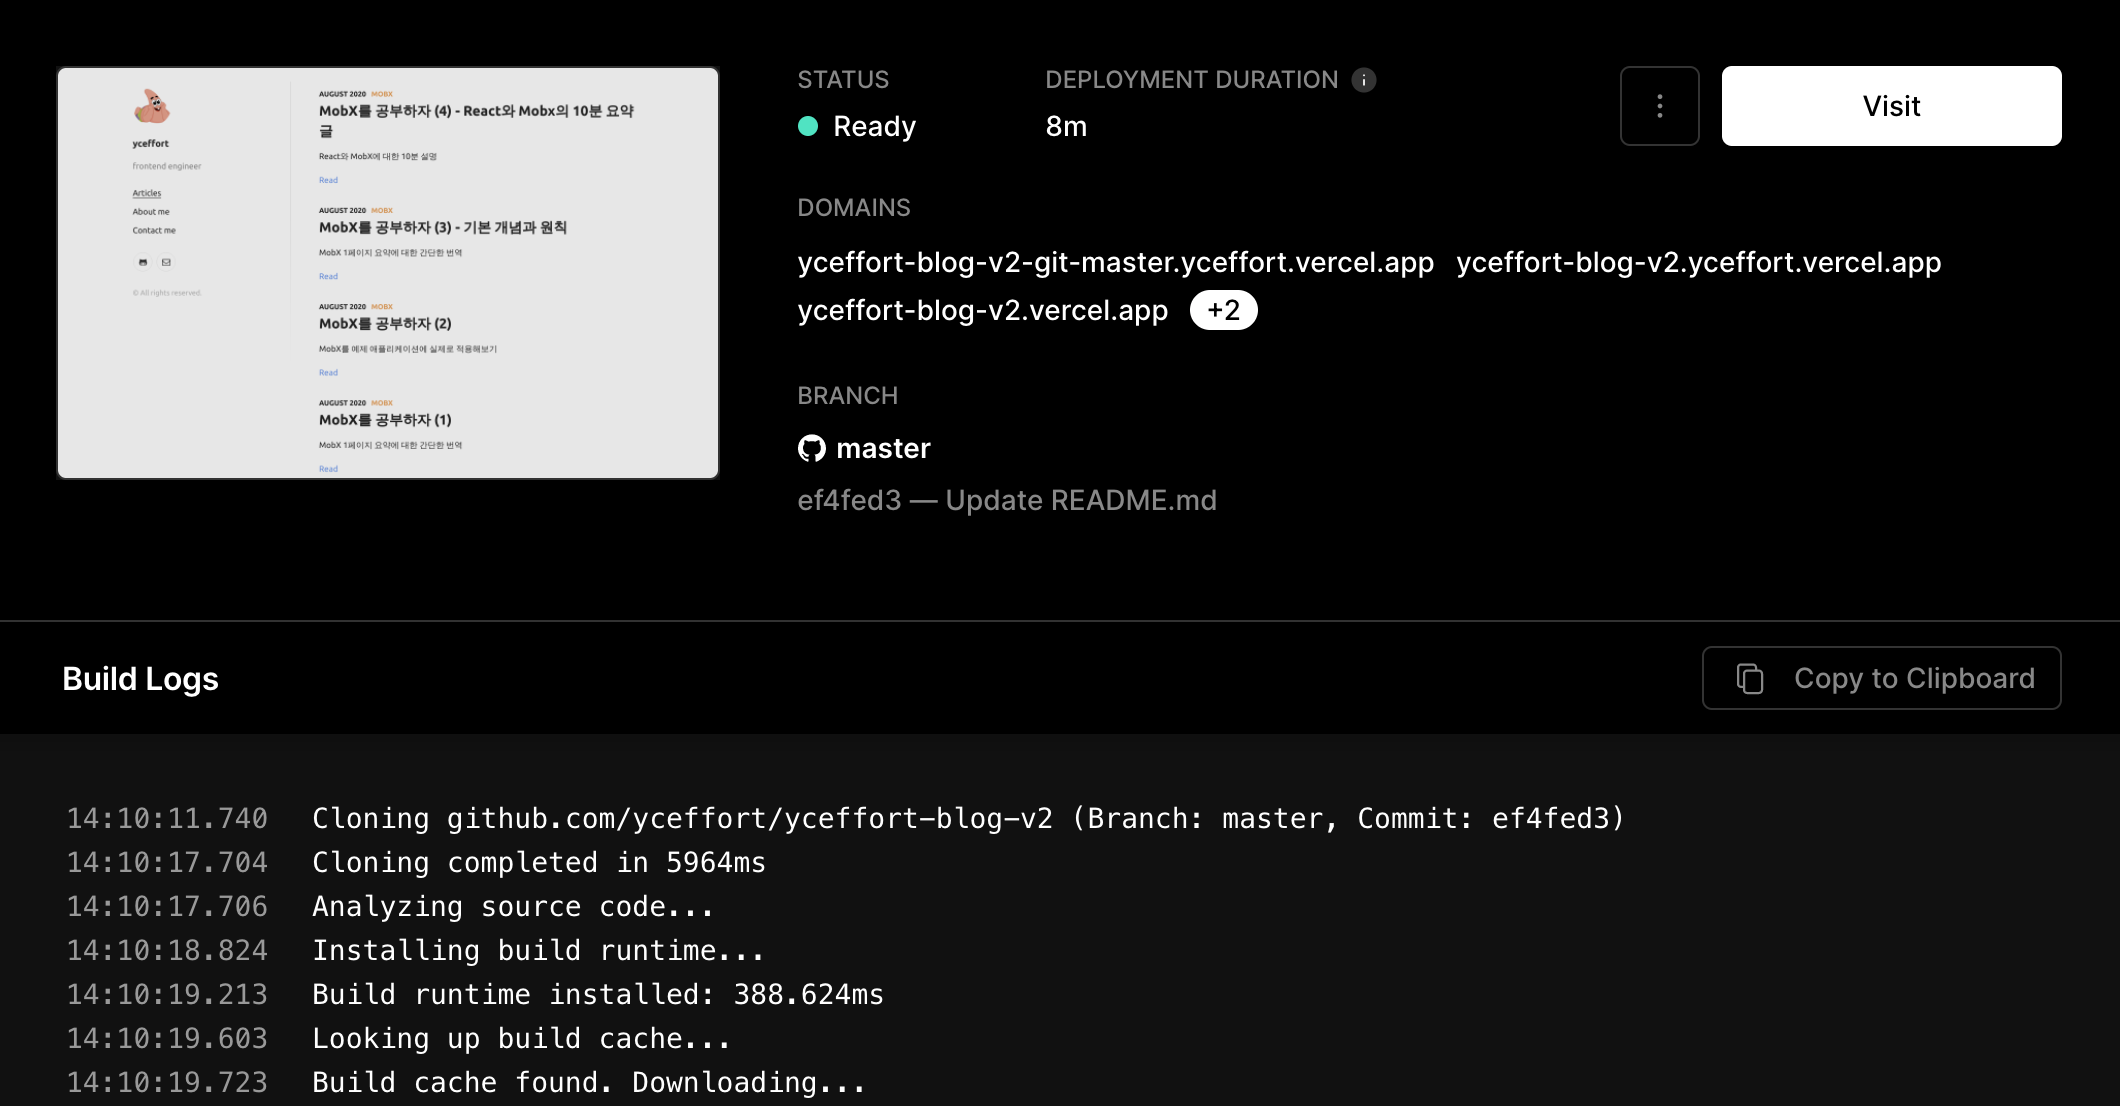 yceffort
frontend engineer
Articles
About me
Contact me
© All rights reserved.
AUGUST 2020 MOBX
MobX를 공부하자 (4) - React와 Mobx의 10분 요약
글
React와 MobX에 대한 10분 설명
Read
AUGUST 2020 MOBX
MobX를 공부하자 (3) - 기본 개념과 원칙
MobX 1페이지 요약에 대한 간단한 번역
Read
AUGUST 2020 MOBX
MobX를 공부하자 (2)
MobX를 예제 애플리케이션에 실제로 적용해보기
Read
AUGUST 2020 MOBX
MobX를 공부하자 (1)
MobX 1페이지 요약에 대한 간단한 번역
Read
STATUS
Ready
DEPLOYMENT DURATION i
8m
Visit
DOMAINS
yceffort-blog-v2-git-master.yceffort.vercel.app yceffort-blog-v2.yceffort.vercel.app
yceffort-blog-v2.vercel.app +2
BRANCH
master
ef4fed3 — Update README.md
Build Logs
Copy to Clipboard
14:10:11.740 Cloning github.com/yceffort/yceffort-blog-v2 (Branch: master, Commit: ef4fed3)
14:10:17.704 Cloning completed in 5964ms
14:10:17.706 Analyzing source code...
14:10:18.824 Installing build runtime...
14:10:19.213 Build runtime installed: 388.624ms
14:10:19.603 Looking up build cache...
14:10:19.723 Build cache found. Downloading...